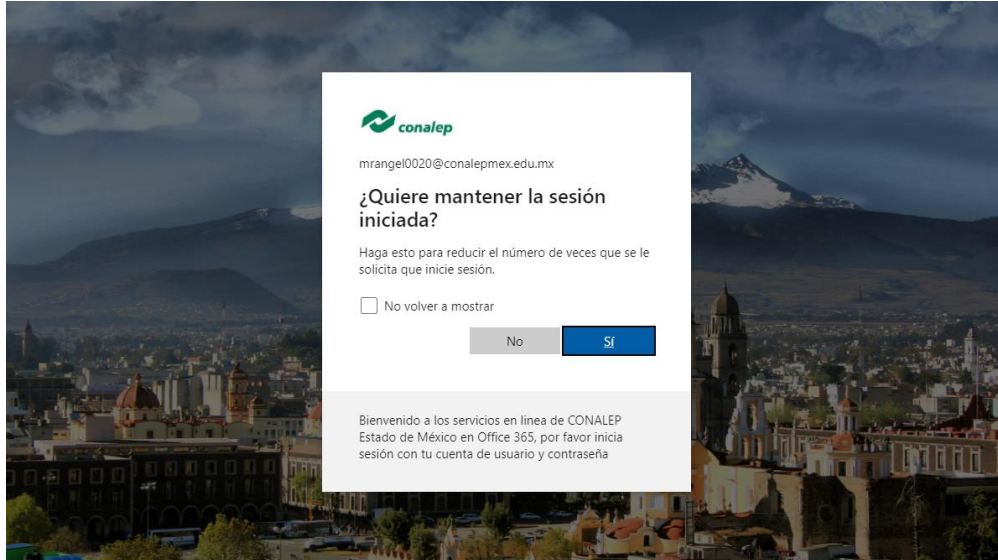 conalep
mrangel0020@conalepmex.edu.mx
¿Quiere mantener la sesión
iniciada?
Haga esto para reducir el número de veces que se le
solicita que inicie sesión.
No volver a mostrar
No
Sí
Bienvenido a los servicios en linea de CONALEP
Estado de México en Office 365, por favor inicia
sesión con tu cuenta de usuario y contraseña